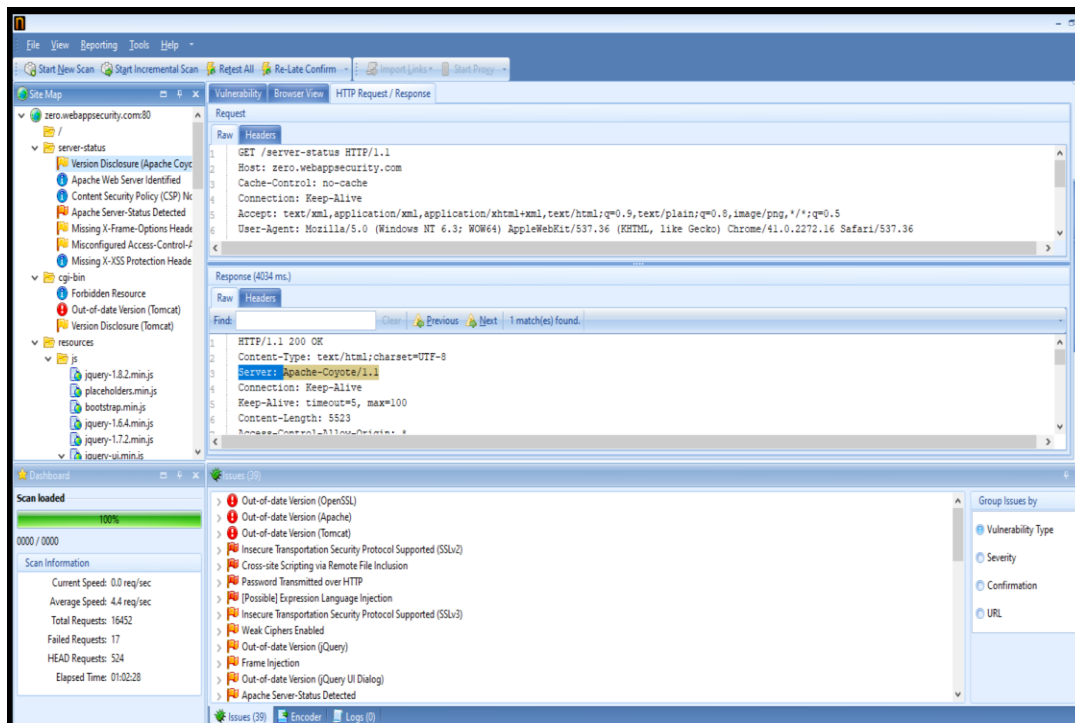 File View Reporting Tools Help
Start New Scan Start Incremental Scan Retest All Re-Late Confirm Import Links Start Proxy
Site Map
zero.webappsecurity.com:80
/
server-status
Version Disclosure (Apache Coyc
Apache Web Server Identified
Content Security Policy (CSP) Nc
Apache Server-Status Detected
Missing X-Frame-Options Heade
Misconfigured Access-Control-A
Missing X-XSS Protection Heade
cgi-bin
Forbidden Resource
Out-of-date Version (Tomcat)
Version Disclosure (Tomcat)
resources
js
jquery-1.8.2.min.js
placeholders.min.js
bootstrap.min.js
jquery-1.6.4.min.js
jquery-1.7.2.min.js
jquery-ui.min.js
Vulnerability Browser View HTTP Request / Response
Request
Raw Headers
1 GET /server-status HTTP/1.1
2 Host: zero.webappsecurity.com
3 Cache-Control: no-cache
4 Connection: Keep-Alive
5 Accept: text/xml,application/xml,application/xhtml+xml,text/html;q=0.9,text/plain;q=0.8,image/png,*/*;q=0.5
6 User-Agent: Mozilla/5.0 (Windows NT 6.3; WOW64) AppleWebKit/537.36 (KHTML, like Gecko) Chrome/41.0.2272.16 Safari/537.36
Response (4034 ms.)
Raw Headers
Find: Clear Previous Next 1 match(es) found.
1 HTTP/1.1 200 OK
2 Content-Type: text/html;charset=UTF-8
3 Server: Apache-Coyote/1.1
4 Connection: Keep-Alive
5 Keep-Alive: timeout=5, max=100
6 Content-Length: 5523
Access-Control-Allow-Origin: *
Dashboard
Scan loaded
100%
0000 / 0000
Scan Information
Current Speed: 0.0 req/sec
Average Speed: 4.4 req/sec
Total Requests: 16452
Failed Requests: 17
HEAD Requests: 524
Elapsed Time: 01:02:28
Issues (39)
Out-of-date Version (OpenSSL)
Out-of-date Version (Apache)
Out-of-date Version (Tomcat)
Insecure Transportation Security Protocol Supported (SSLv2)
Cross-site Scripting via Remote File Inclusion
Password Transmitted over HTTP
[Possible] Expression Language Injection
Insecure Transportation Security Protocol Supported (SSLv3)
Weak Ciphers Enabled
Out-of-date Version (jQuery)
Frame Injection
Out-of-date Version (jQuery UI Dialog)
Apache Server-Status Detected
Group Issues by
Vulnerability Type
Severity
Confirmation
URL
Issues (39) Encoder Logs (0)